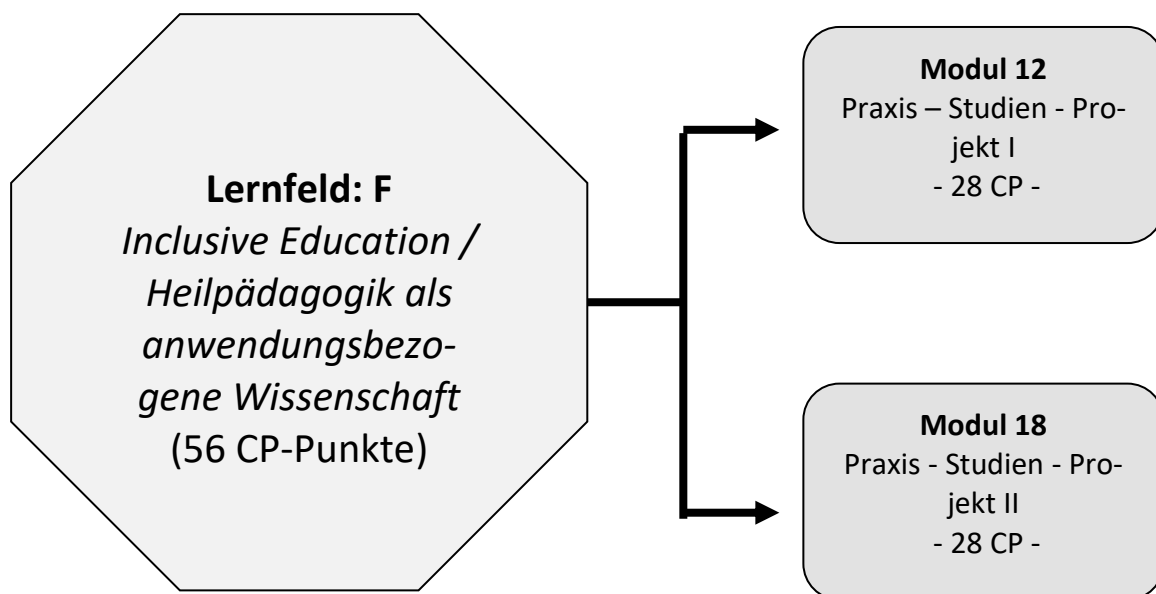 Lernfeld: F
Inclusive Education /
Heilpädagogik als
anwendungsbezo-
gene Wissenschaft
(56 CP-Punkte)
Modul 12
Praxis – Studien - Pro-
jekt I
- 28 CP -
Modul 18
Praxis - Studien - Pro-
jekt II
- 28 CP -